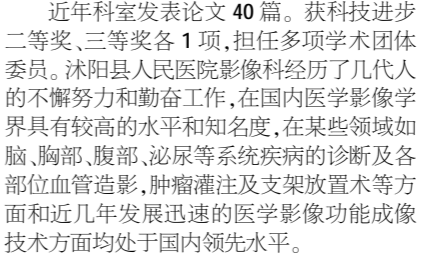 近年科室发表论文 40 篇。获科技进步
二等奖、三等奖各 1 项,担任多项学术团体
委员。沭阳县人民医院影像科经历了几代人
的不懈努力和勤奋工作,在国内医学影像学
界具有较高的水平和知名度,在某些领域如
脑、胸部、腹部、泌尿等系统疾病的诊断及各
部位血管造影,肿瘤灌注及支架放置术等方
面和近几年发展迅速的医学影像功能成像
技术方面均处于国内领先水平。